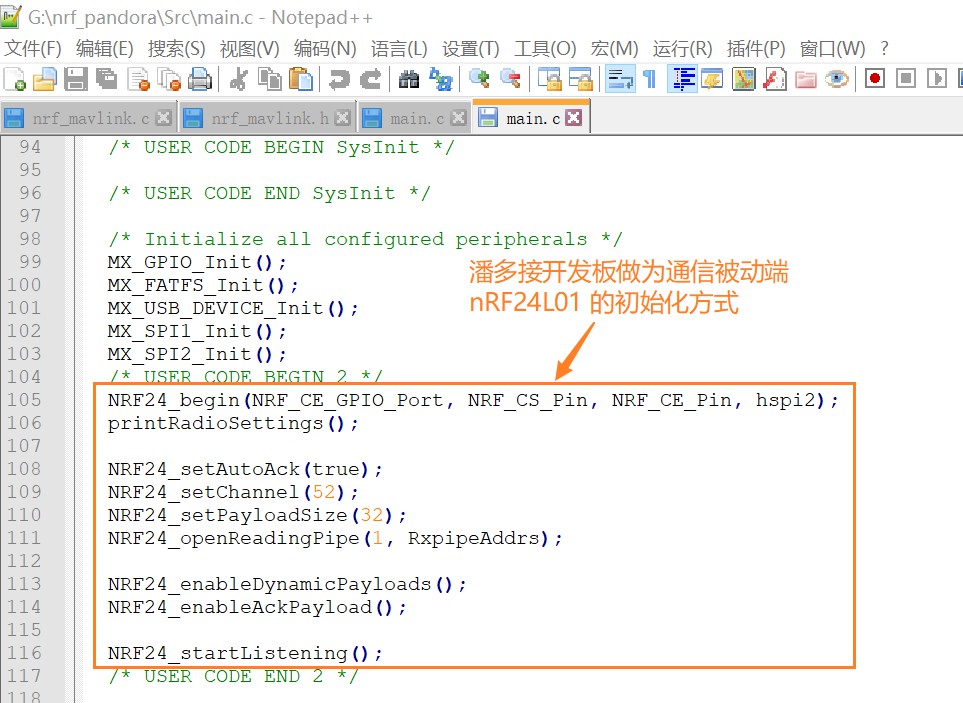 G:\nrf_pandora\Src\main.c - Notepad++
文件(F) 编辑(E) 搜索(S) 视图(V) 编码(N) 语言(L) 设置(T) 工具(O) 宏(M) 运行(R) 插件(P) 窗口(W) ?
nrf_mavlink.c nrf_mavlink.h main.c main.c
94 /* USER CODE BEGIN SysInit */
95
96 /* USER CODE END SysInit */
97
98 /* Initialize all configured peripherals */
99 MX_GPIO_Init();
100 MX_FATFS_Init();
101 MX_USB_DEVICE_Init();
102 MX_SPI1_Init();
103 MX_SPI2_Init();
潘多接开发板做为通信被动端
nRF24L01 的初始化方式
104 /* USER CODE BEGIN 2 */
105 NRF24_begin(NRF_CE_GPIO_Port, NRF_CS_Pin, NRF_CE_Pin, hspi2);
106 printRadioSettings();
107
108 NRF24_setAutoAck(true);
109 NRF24_setChannel(52);
110 NRF24_setPayloadSize(32);
111 NRF24_openReadingPipe(1, RxpipeAddrs);
112
113 NRF24_enableDynamicPayloads();
114 NRF24_enableAckPayload();
115
116 NRF24_startListening();
117 /* USER CODE END 2 */
118